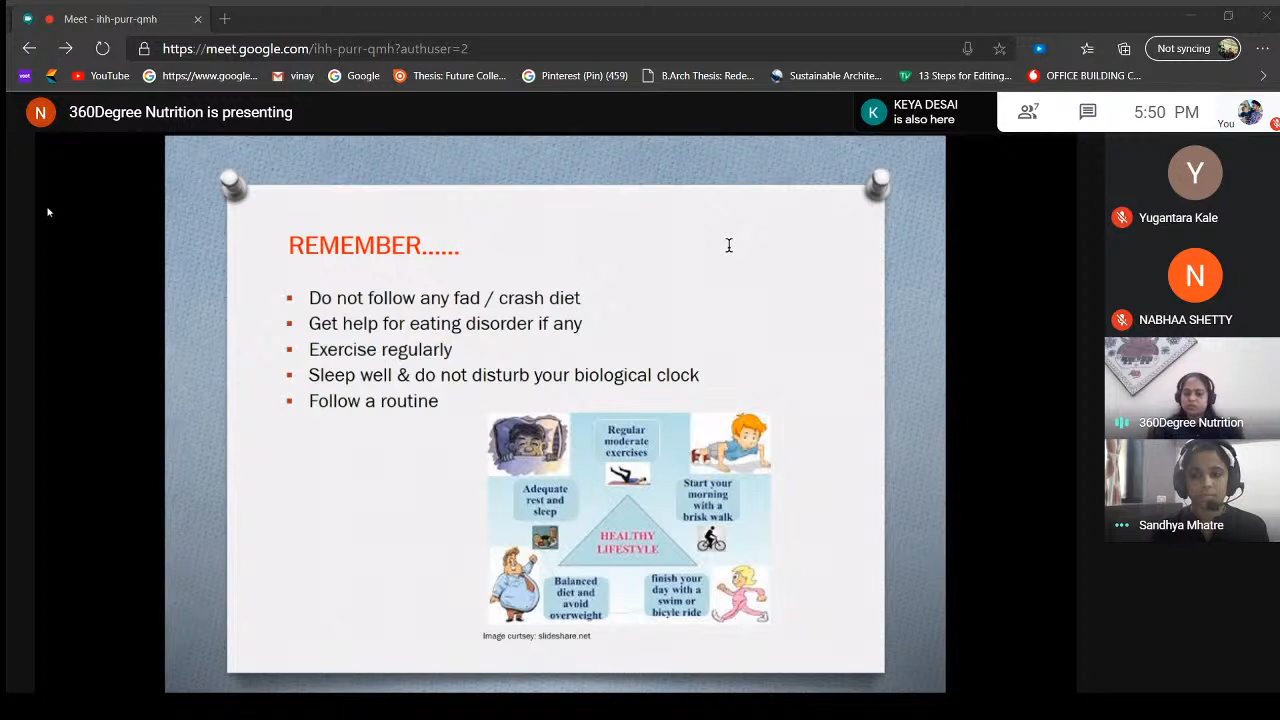 Meet - ihh-purr-qmh
https://meet.google.com/ihh-purr-qmh?authuser=2
Not syncing
voot
YouTube
https://www.google...
vinay
Google
Thesis: Future Colle...
Pinterest (Pin) (459)
B.Arch Thesis: Rede...
Sustainable Archite...
13 Steps for Editing...
OFFICE BUILDING C...
N
360Degree Nutrition is presenting
K
KEYA DESAI
is also here
7
5:50 PM
You
REMEMBER......
Do not follow any fad / crash diet
Get help for eating disorder if any
Exercise regularly
Sleep well & do not disturb your biological clock
Follow a routine
Regular
moderate
exercises
Adequate
rest and
sleep
Start your
morning
with a
brisk walk
HEALTHY
LIFESTYLE
Balanced
diet and
avoid
overweight
finish your
day with a
swim or
bicyle ride
Image curtsey: slideshare.net
Y
Yugantara Kale
N
NABHAA SHETTY
360Degree Nutrition
Sandhya Mhatre